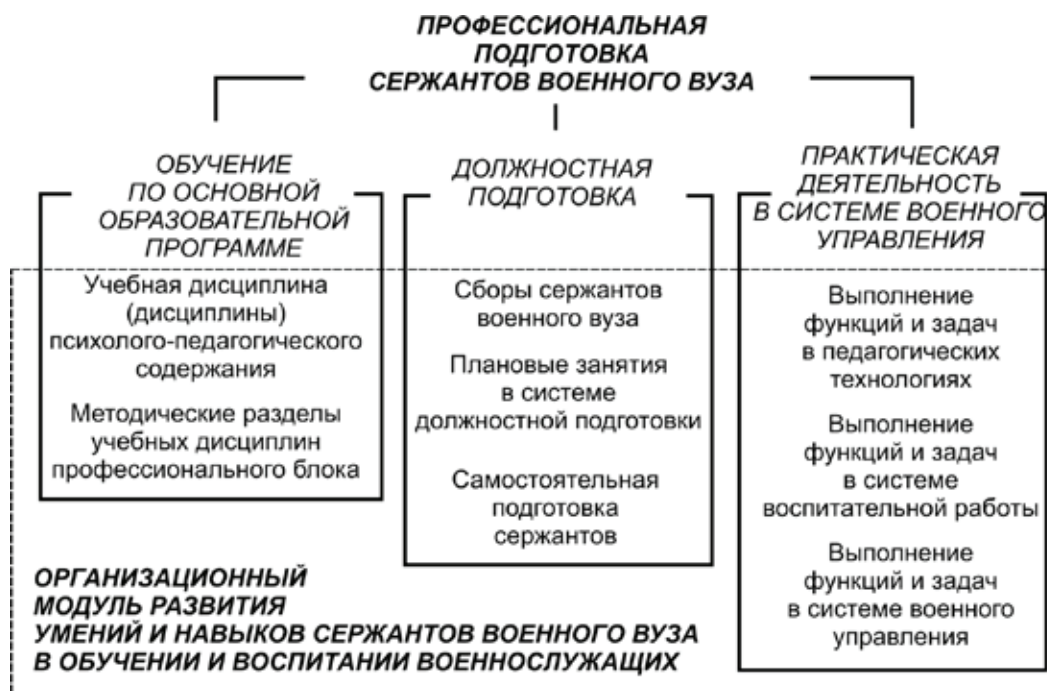 ПРОФЕССИОНАЛЬНАЯ
ПОДГОТОВКА
СЕРЖАНТОВ ВОЕННОГО ВУЗА
ОБУЧЕНИЕ
ПО ОСНОВНОЙ
ОБРАЗОВАТЕЛЬНОЙ
ПРОГРАММЕ
Учебная дисциплина
(дисциплины)
психолого-педагогического
содержания
Методические разделы
учебных дисциплин
профессионального блока
ДОЛЖНОСТНАЯ
ПОДГОТОВКА
Сборы сержантов
военного вуза
Плановые занятия
в системе
должностной подготовки
Самостоятельная
подготовка
сержантов
ПРАКТИЧЕСКАЯ
ДЕЯТЕЛЬНОСТЬ
В СИСТЕМЕ ВОЕННОГО
УПРАВЛЕНИЯ
Выполнение
функций и задач
в педагогических
технологиях
Выполнение
функций и задач
в системе
воспитательной работы
Выполнение
функций и задач
в системе военного
управления
ОРГАНИЗАЦИОННЫЙ
МОДУЛЬ РАЗВИТИЯ
УМЕНИЙ И НАВЫКОВ СЕРЖАНТОВ ВОЕННОГО ВУЗА
В ОБУЧЕНИИ И ВОСПИТАНИИ ВОЕННОСЛУЖАЩИХ